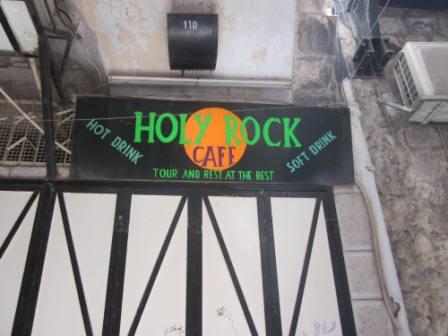 110
HOLY ROCK
CAFE
HOT DRINK
SOFT DRINK
TOUR AND REST AT THE BEST